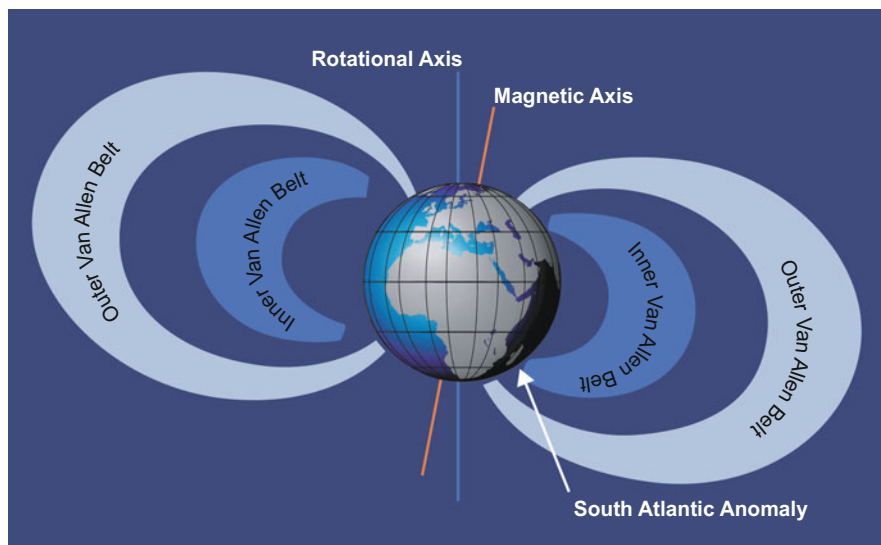 Rotational Axis
Magnetic Axis
Outer Van Allen Belt
Inner Van Allen Belt
Inner Van Allen Belt
Outer Van Allen Belt
South Atlantic Anomaly